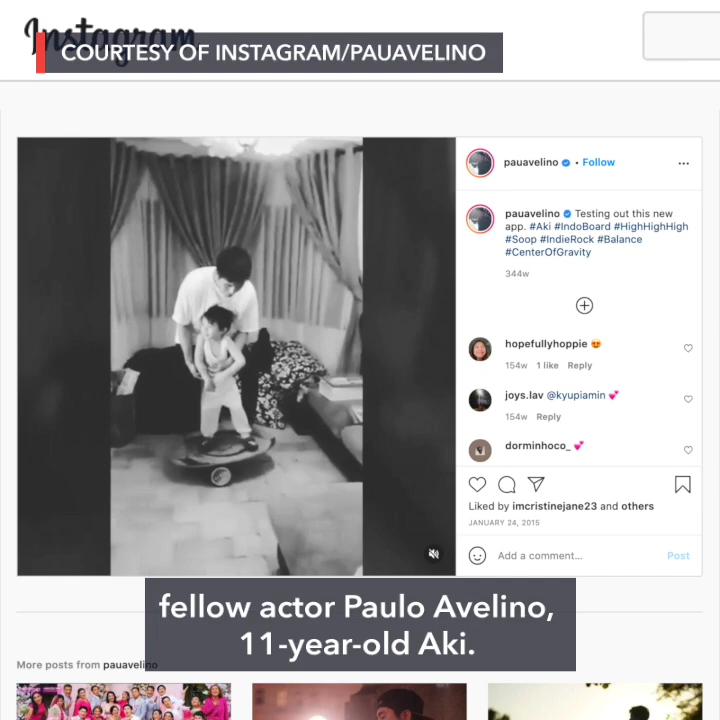 Instagram
COURTESY OF INSTAGRAM/PAUAVELINO
pauavelino • Follow
pauavelino Testing out this new
app. #Aki #IndoBoard #HighHighHigh
#Soop #IndieRock #Balance
#CenterOfGravity
344w
hopefullyhoppie 😍
154w 1 like Reply
joys.lav @kyupiamin 💕
154w Reply
dorminhoco_ 💕
Liked by imcristinejane23 and others
JANUARY 24, 2015
Add a comment... Post
fellow actor Paulo Avelino,
11-year-old Aki.
More posts from pauavelino